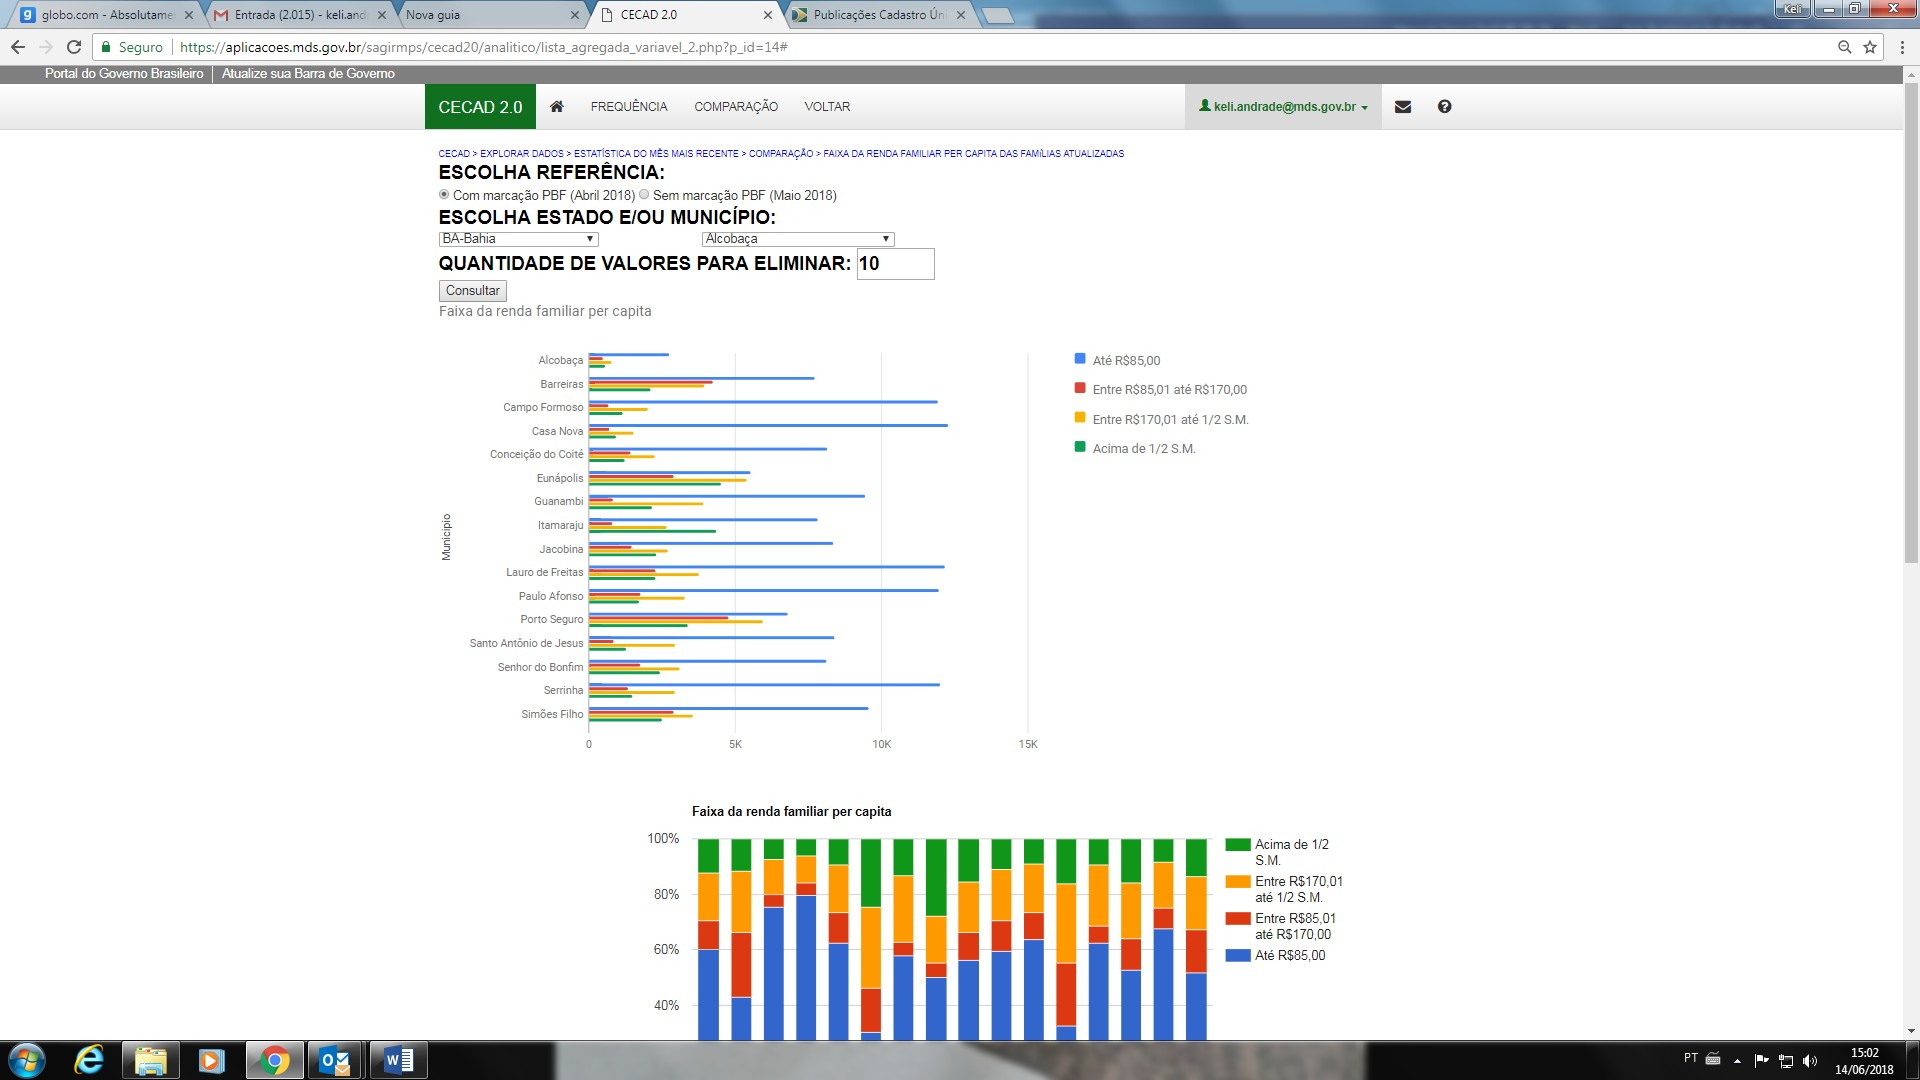 globo.com - Absolutame
Entrada (2.015) - keli.and
Nova guia
CECAD 2.0
Publicações Cadastro Ún
Keli
Seguro
https://aplicacoes.mds.gov.br/sagirmps/cecad20/analitico/lista_agregada_variavel_2.php?p_id=14#
Portal do Governo Brasileiro
Atualize sua Barra de Governo
CECAD 2.0
FREQUÊNCIA
COMPARAÇÃO
VOLTAR
keli.andrade@mds.gov.br
CECAD > EXPLORAR DADOS > ESTATÍSTICA DO MÊS MAIS RECENTE > COMPARAÇÃO > FAIXA DA RENDA FAMILIAR PER CAPITA DAS FAMíLIAS ATUALIZADAS
ESCOLHA REFERÊNCIA:
Com marcação PBF (Abril 2018) Sem marcação PBF (Maio 2018)
ESCOLHA ESTADO E/OU MUNICÍPIO:
BA-Bahia
Alcobaça
QUANTIDADE DE VALORES PARA ELIMINAR: 10
Consultar
Faixa da renda familiar per capita
Município
Alcobaça
Barreiras
Campo Formoso
Casa Nova
Conceição do Coité
Eunápolis
Guanambi
Itamaraju
Jacobina
Lauro de Freitas
Paulo Afonso
Porto Seguro
Santo Antônio de Jesus
Senhor do Bonfim
Serrinha
Simões Filho
0
5K
10K
15K
Até R$85,00
Entre R$85,01 até R$170,00
Entre R$170,01 até 1/2 S.M.
Acima de 1/2 S.M.
Faixa da renda familiar per capita
100%
80%
60%
40%
Acima de 1/2
S.M.
Entre R$170,01
até 1/2 S.M.
Entre R$85,01
até R$170,00
Até R$85,00
PT
15:02
14/06/2018